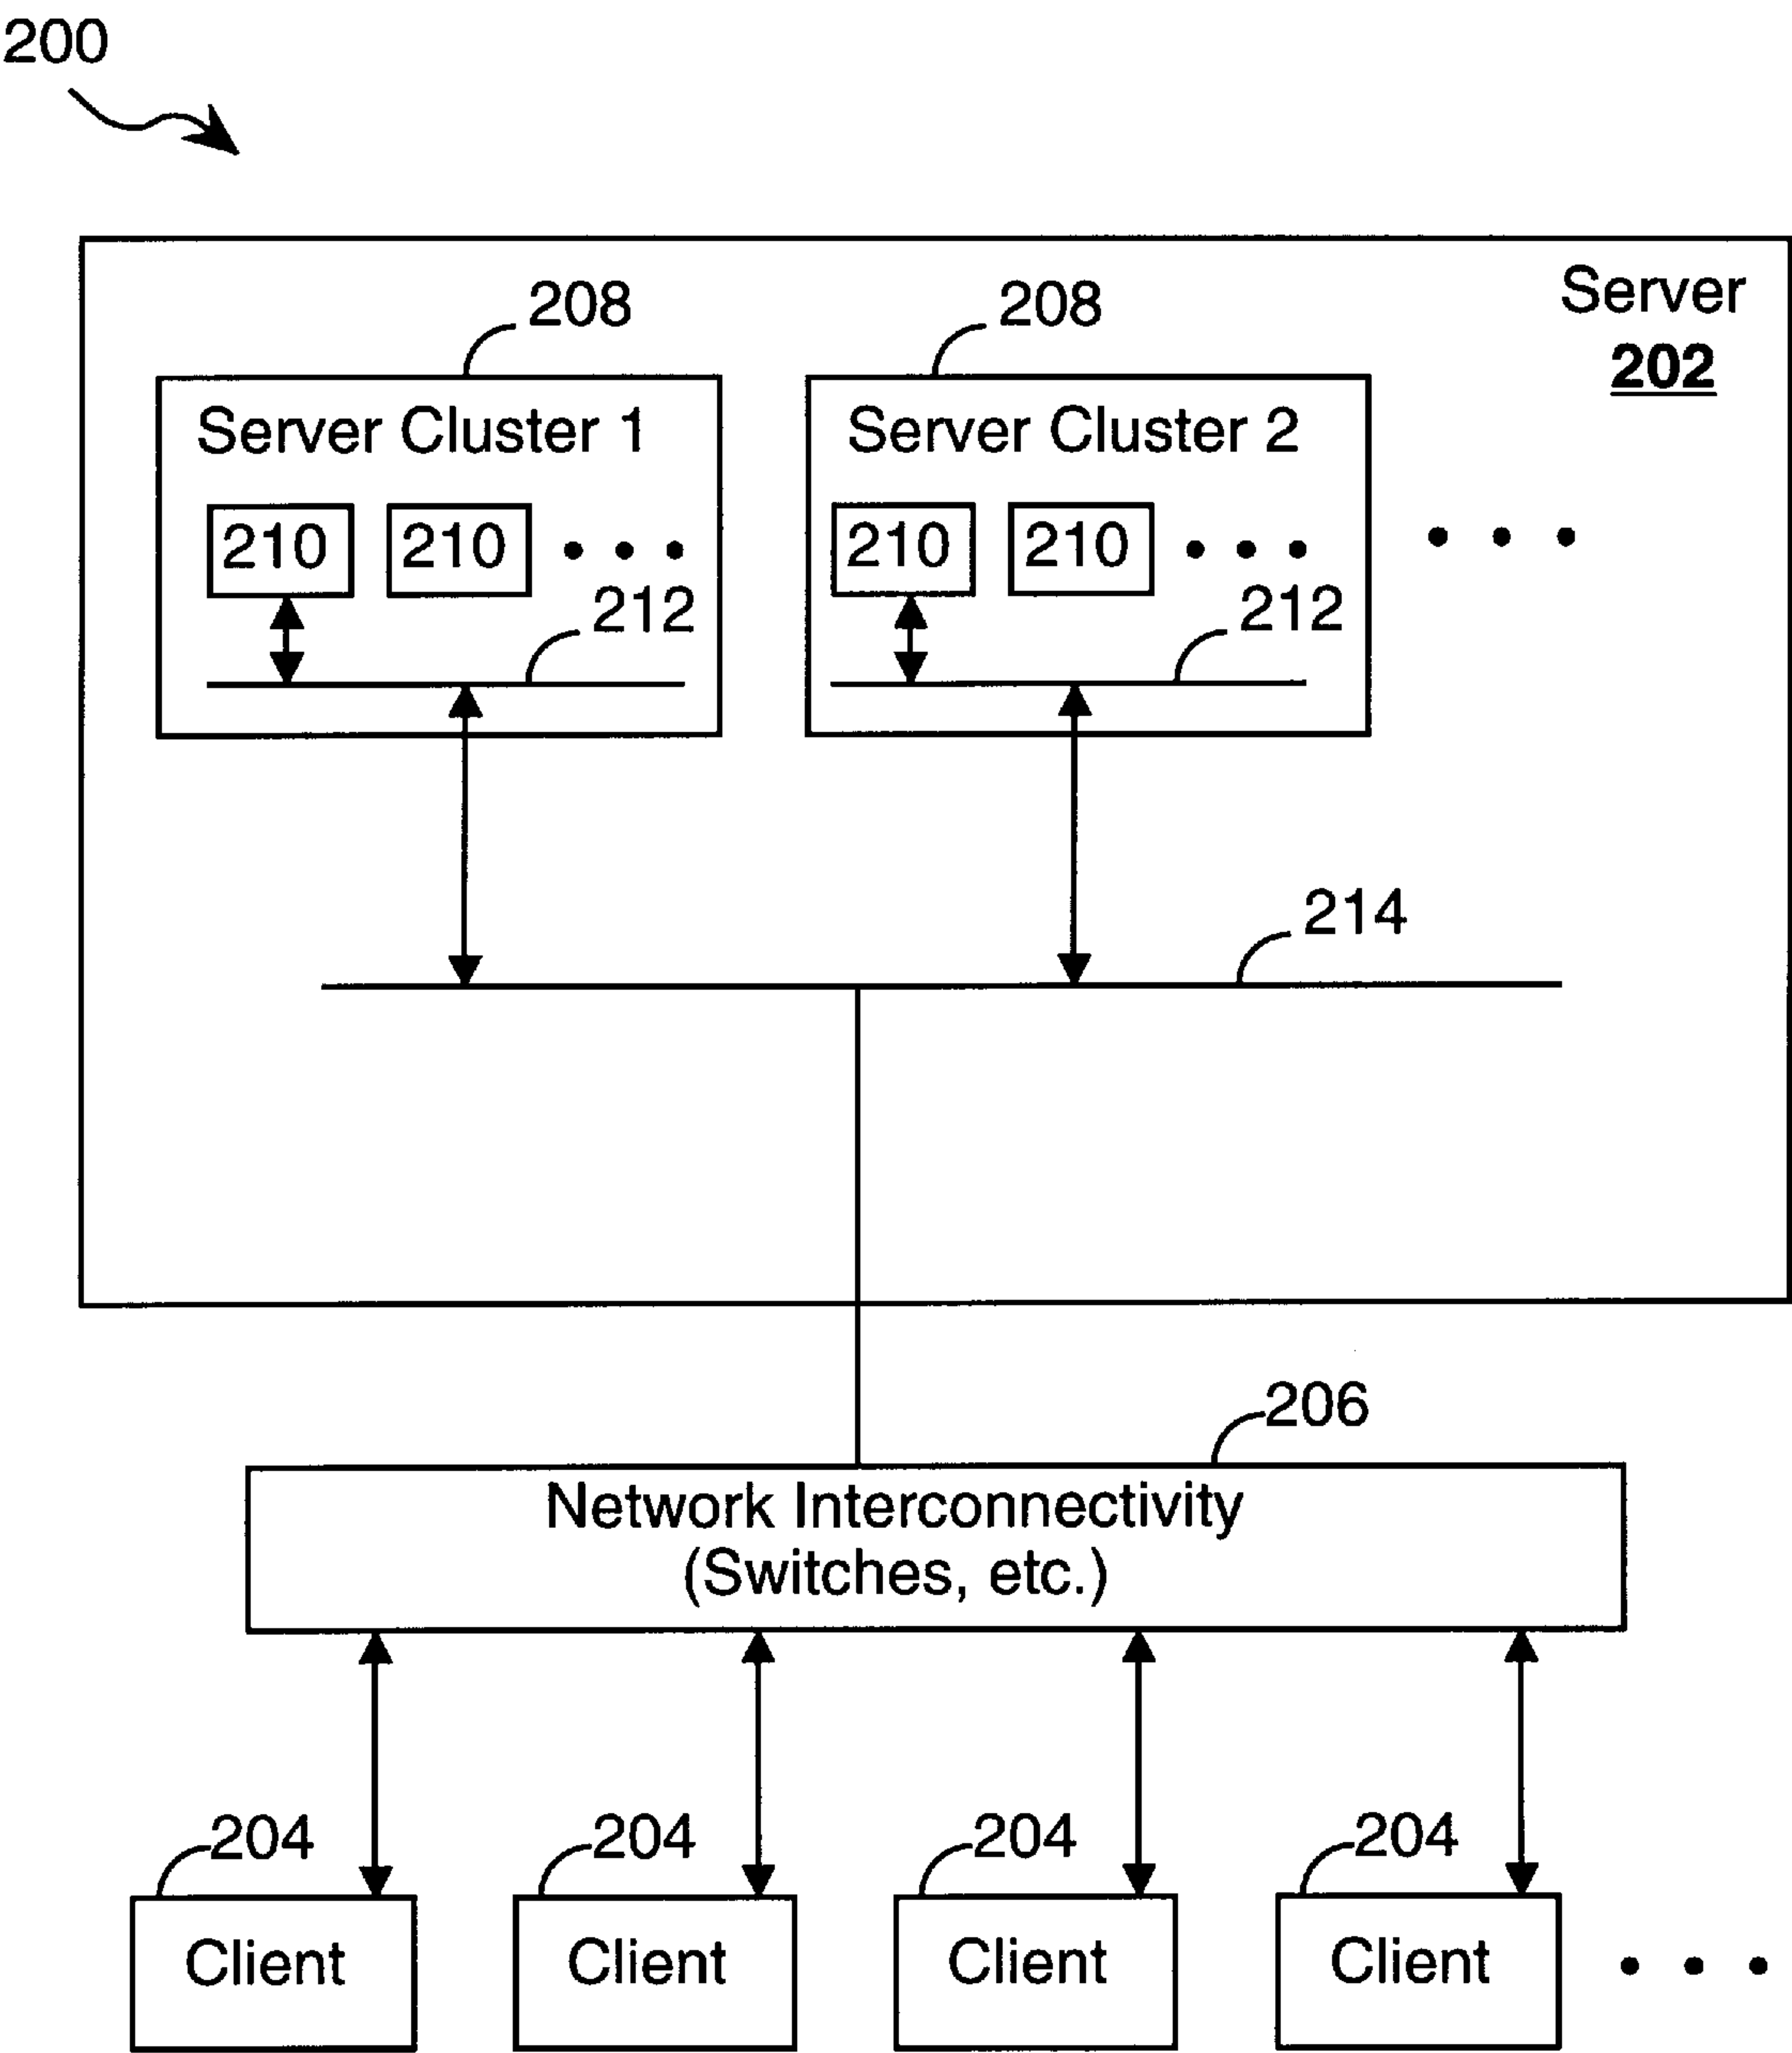 200
208
208
Server
202
Server Cluster 1
Server Cluster 2
210
210
210
210
212
212
214
206
Network Interconnectivity
(Switches, etc.)
204
204
204
204
Client
Client
Client
Client